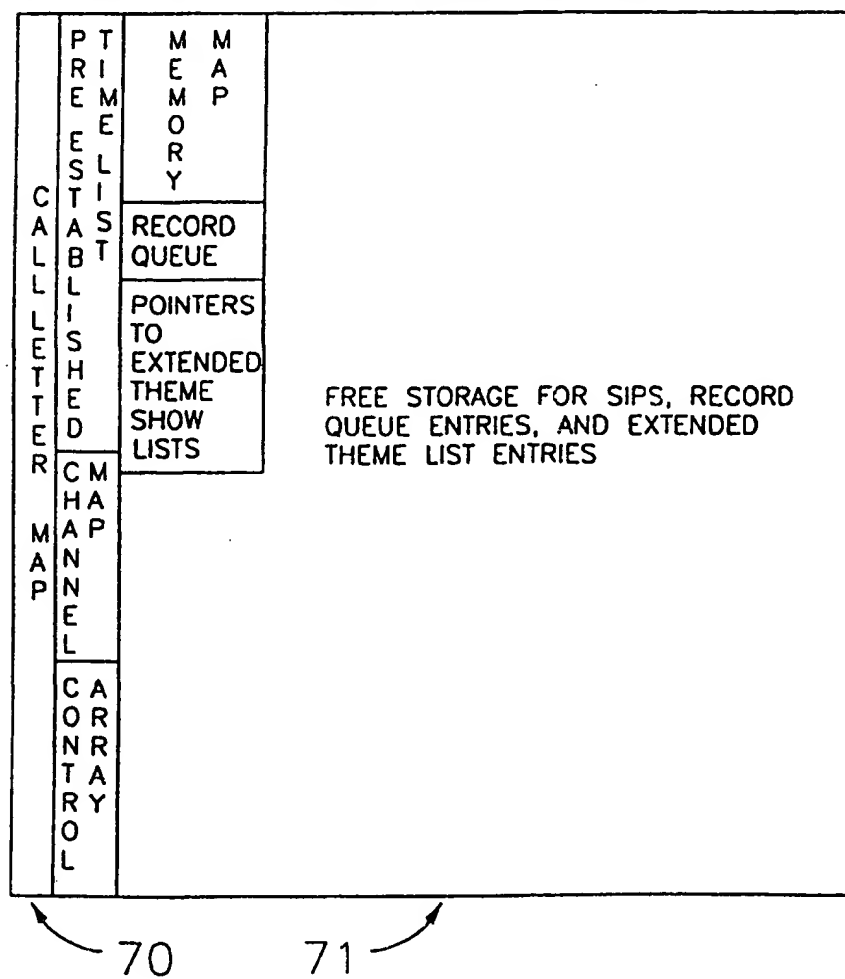 CALL LETTER MAP
PRE ESTABLISHED
TIME LIST
CHANNEL
MAP
CONTROL
ARRAY
MEMORY
MAP
RECORD
QUEUE
POINTERS
TO
EXTENDED
THEME
SHOW
LISTS
FREE STORAGE FOR SIPS, RECORD
QUEUE ENTRIES, AND EXTENDED
THEME LIST ENTRIES
70
71